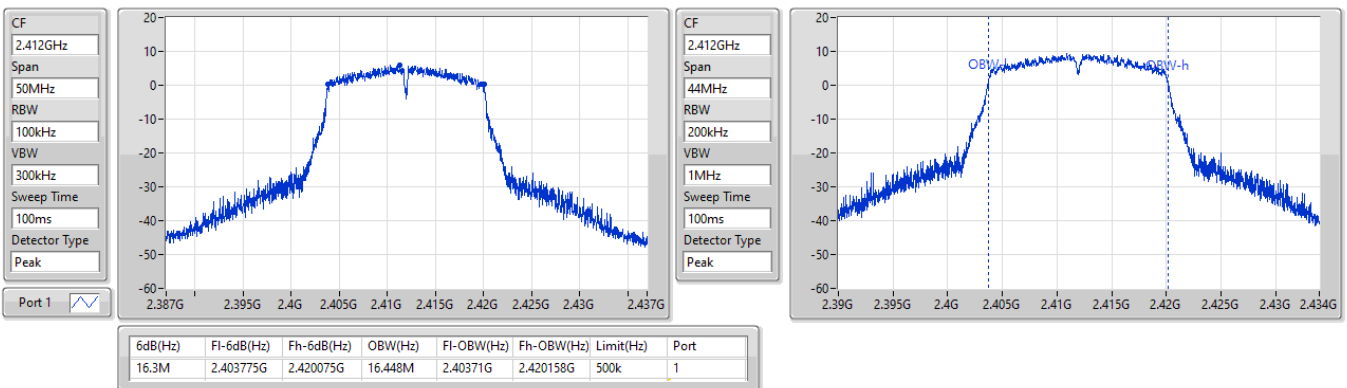 CF
2.412GHz
Span
50MHz
RBW
100kHz
VBW
300kHz
Sweep Time
100ms
Detector Type
Peak
Port 1
20
10
0
-10
-20
-30
-40
-50
-60
2.387G 2.395G 2.4G 2.405G 2.41G 2.415G 2.42G 2.425G 2.43G 2.437G
CF
2.412GHz
Span
44MHz
RBW
200kHz
VBW
1MHz
Sweep Time
100ms
Detector Type
Peak
20
10
0
-10
-20
-30
-40
-50
-60
OBW-l OBW-h
2.39G 2.395G 2.4G 2.405G 2.41G 2.415G 2.42G 2.425G 2.43G 2.434G
6dB(Hz) Fl-6dB(Hz) Fh-6dB(Hz) OBW(Hz) Fl-OBW(Hz) Fh-OBW(Hz) Limit(Hz) Port
16.3M 2.403775G 2.420075G 16.448M 2.40371G 2.420158G 500k 1